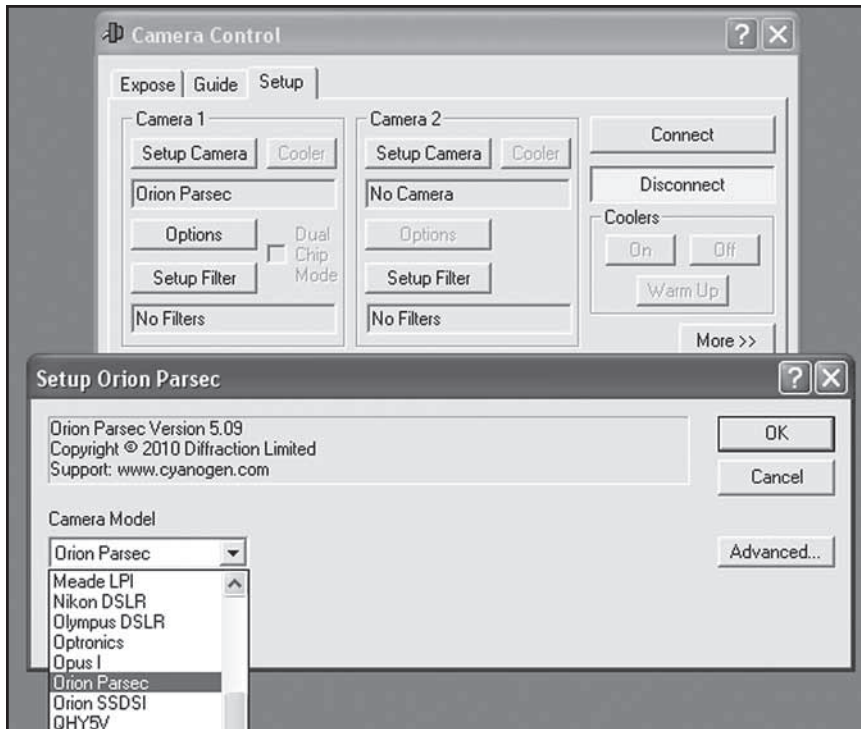 Camera Control
Expose Guide Setup
Camera 1
Setup Camera Cooler
Orion Parsec
Options
Dual Chip Mode
Setup Filter
No Filters
Camera 2
Setup Camera Cooler
No Camera
Options
Setup Filter
No Filters
Connect
Disconnect
Coolers
On Off
Warm Up
More >>
Setup Orion Parsec
Orion Parsec Version 5.09
Copyright © 2010 Diffraction Limited
Support: www.cyanogen.com
OK
Cancel
Camera Model
Orion Parsec
Advanced...
Meade LPI
Nikon DSLR
Olympus DSLR
Optronics
Opus I
Orion Parsec
Orion SSDSI
QHY5V